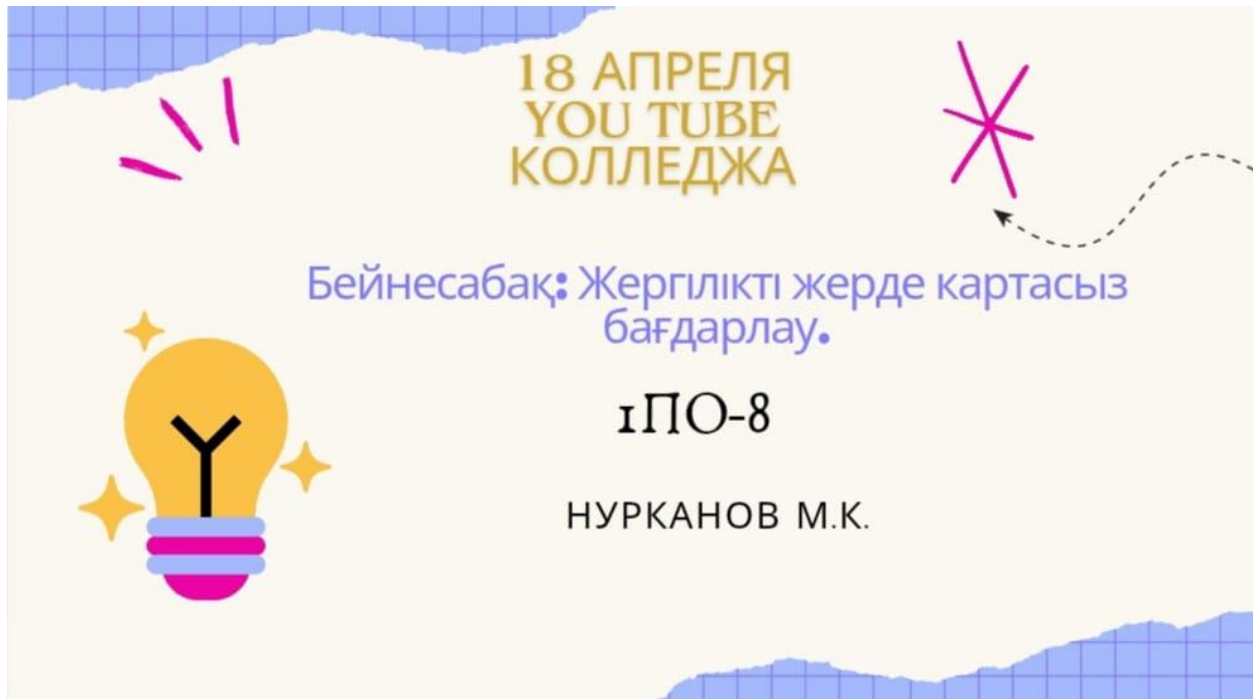 18 АПРЕЛЯ
YOU TUBE
КОЛЛЕДЖА
Бейнесабақ: Жергілікті жерде картасыз
бағдарлау.
1ПО-8
НУРКАНОВ М.К.